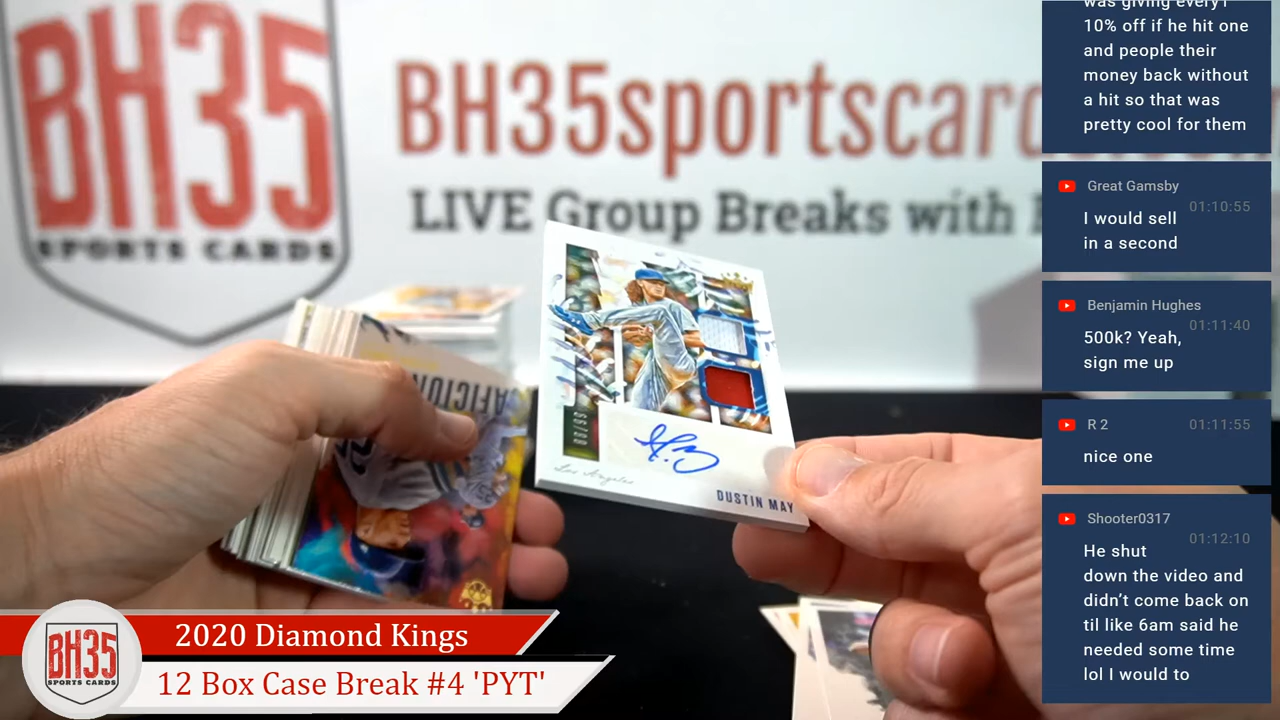 BH35
SPORTS CARDS
BH35sportscard
LIVE Group Breaks with
AFICION
Los Angeles
DUSTIN MAY
2020 Diamond Kings
12 Box Case Break #4 'PYT'
BH35
SPORTS CARDS
was giving every1
10% off if he hit one
and people their
money back without
a hit so that was
pretty cool for them
Great Gamsby
01:10:55
I would sell
in a second
Benjamin Hughes
01:11:40
500k? Yeah,
sign me up
R 2
01:11:55
nice one
Shooter0317
01:12:10
He shut
down the video and
didn’t come back on
til like 6am said he
needed some time
lol I would to